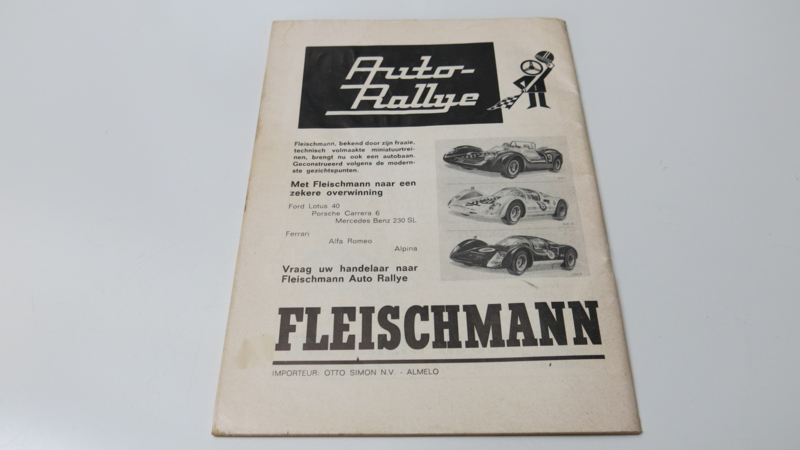 Auto-
Rallye
Fleischmann, bekend door zijn fraaie,
technisch volmaakte miniatuurtrei-
nen, brengt nu ook een autobaan.
Geconstrueerd volgens de modern-
ste gezichtspunten.
Met Fleischmann naar een
zekere overwinning
Ford Lotus 40
Porsche Carrera 6
Mercedes Benz 230 SL
Ferrari
Alfa Romeo
Alpina
Vraag uw handelaar naar
Fleischmann Auto Rallye
FLEISCHMANN
IMPORTEUR: OTTO SIMON N.V. - ALMELO